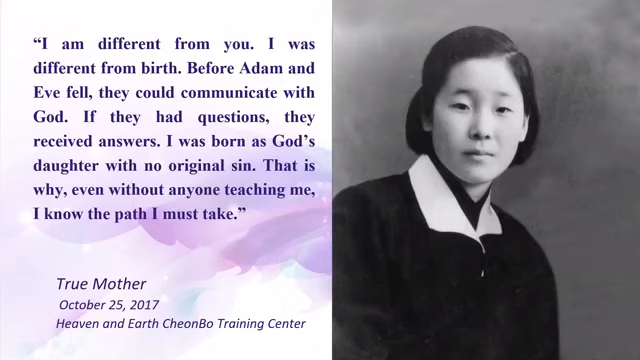 “I am different from you. I was
different from birth. Before Adam and
Eve fell, they could communicate with
God. If they had questions, they
received answers. I was born as God’s
daughter with no original sin. That is
why, even without anyone teaching me,
I know the path I must take.”
True Mother
October 25, 2017
Heaven and Earth CheonBo Training Center